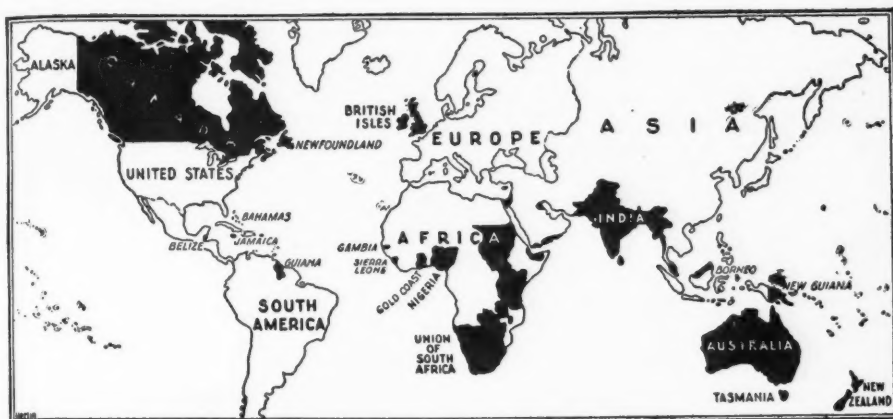 ALASKA
BRITISH
ISLES
NEWFOUNDLAND
EUROPE
ASIA
UNITED STATES
BAHAMAS
BELIZE
JAMAICA
GUIANA
GAMBIA
SIERRA
LEONE
GOLD COAST
NIGERIA
AFRICA
INDIA
BORNEO
NEW GUIANA
SOUTH
AMERICA
UNION OF
SOUTH
AFRICA
AUSTRALIA
TASMANIA
NEW
ZEALAND